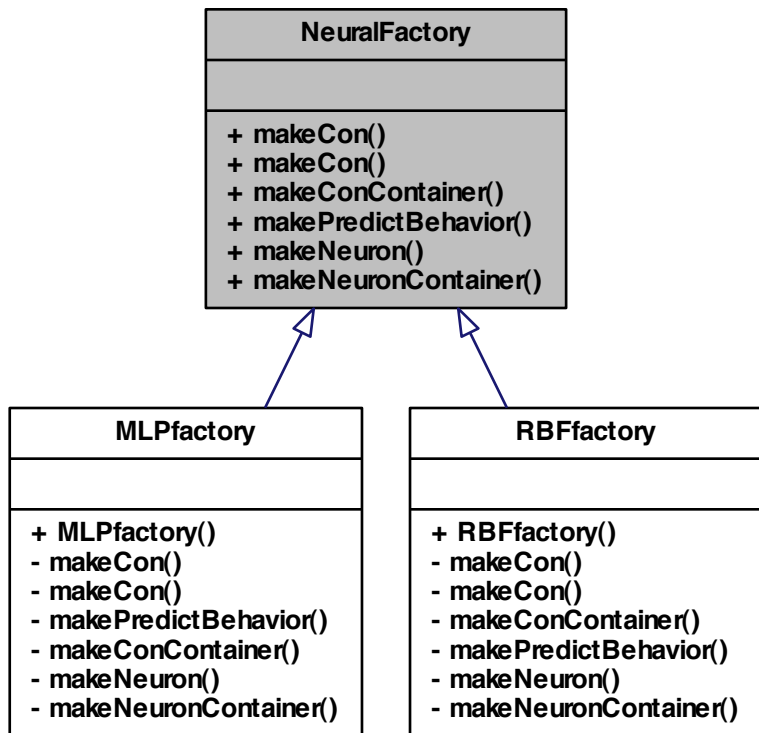 NeuralFactory
+ makeCon()
+ makeCon()
+ makeConContainer()
+ makePredictBehavior()
+ makeNeuron()
+ makeNeuronContainer()
MLPfactory
+ MLPfactory()
- makeCon()
- makeCon()
- makePredictBehavior()
- makeConContainer()
- makeNeuron()
- makeNeuronContainer()
RBFfactory
+ RBFfactory()
- makeCon()
- makeCon()
- makeConContainer()
- makePredictBehavior()
- makeNeuron()
- makeNeuronContainer()